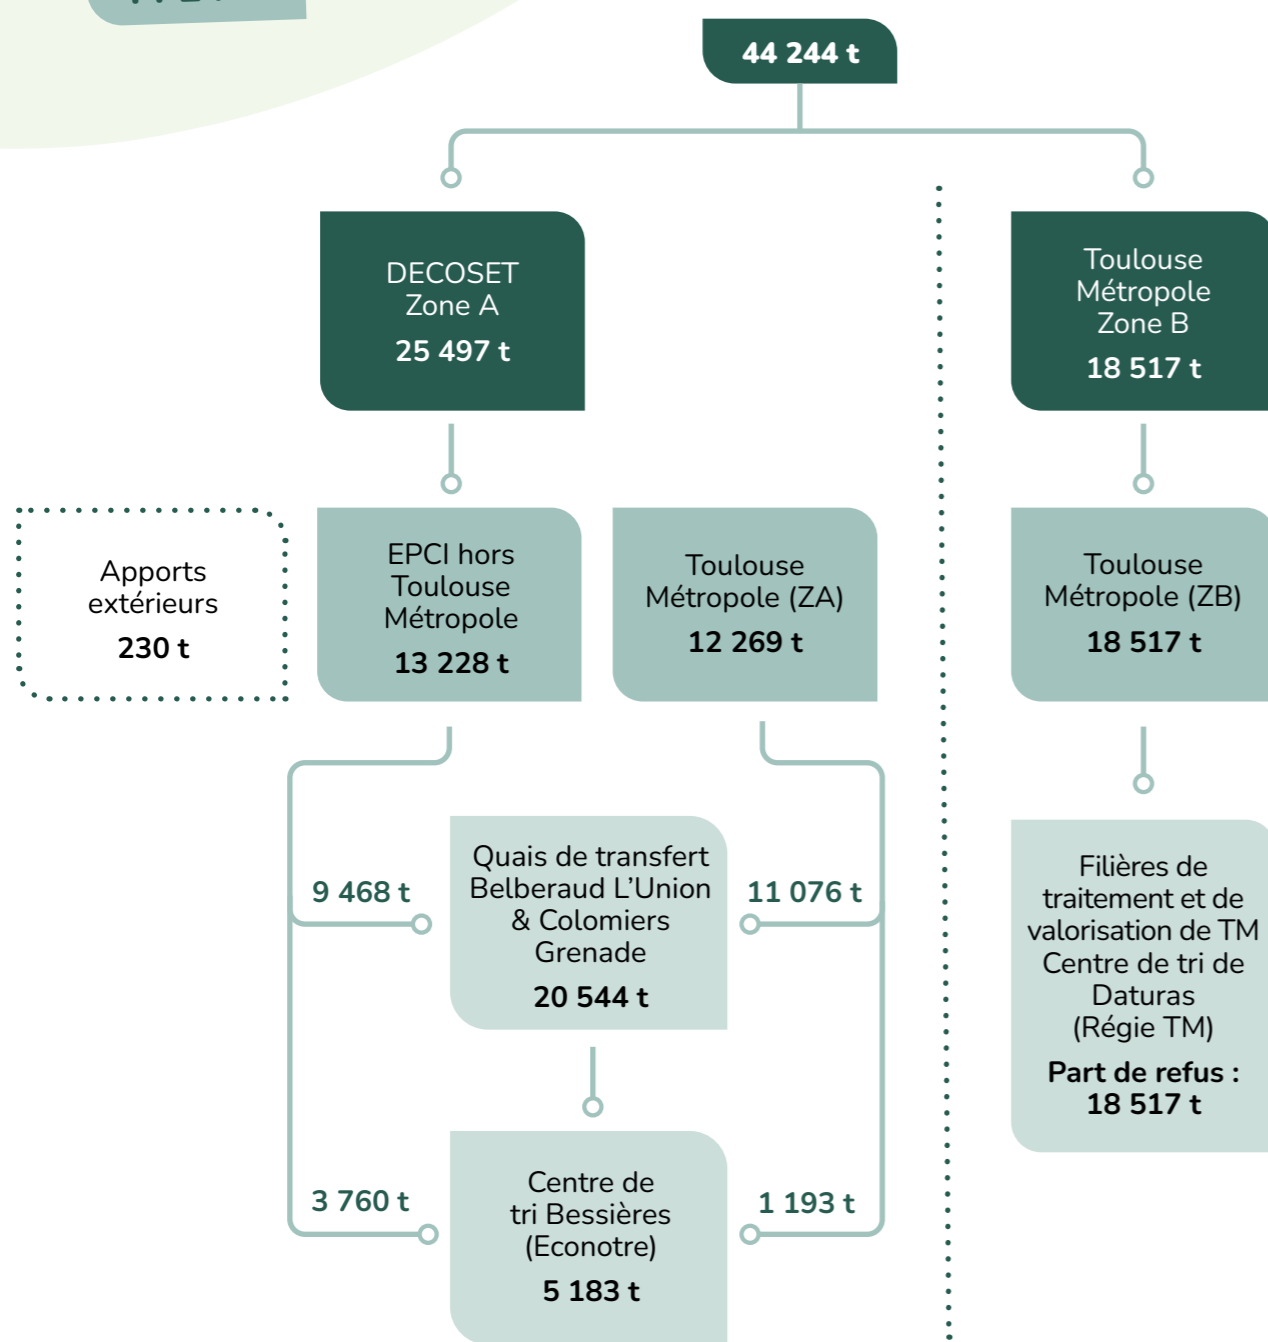 44 244 t
DECOSET
Zone A
25 497 t
Toulouse
Métropole
Zone B
18 517 t
Apports
extérieurs
230 t
EPCI hors
Toulouse
Métropole
13 228 t
Toulouse
Métropole (ZA)
12 269 t
Toulouse
Métropole (ZB)
18 517 t
9 468 t
Quais de transfert
Belberaud L’Union
& Colomiers
Grenade
20 544 t
11 076 t
Filières de
traitement et de
valorisation de TM
Centre de tri de
Daturas
(Régie TM)
Part de refus :
18 517 t
3 760 t
Centre de
tri Bessières
(Econotre)
5 183 t
1 193 t